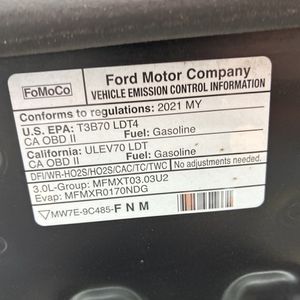 FoMoCo
Ford Motor Company
VEHICLE EMISSION CONTROL INFORMATION
Conforms to regulations: 2021 MY
U.S. EPA: T3B70 LDT4
CA OBD II Fuel: Gasoline
California: ULEV70 LDT
CA OBD II Fuel: Gasoline
DFI/WR-HO2S/HO2S/CAC/TC/TWC No adjustments needed.
3.0L-Group: MFMXT03.03U2
Evap: MFMXR0170NDG
MW7E-9C485-FNM